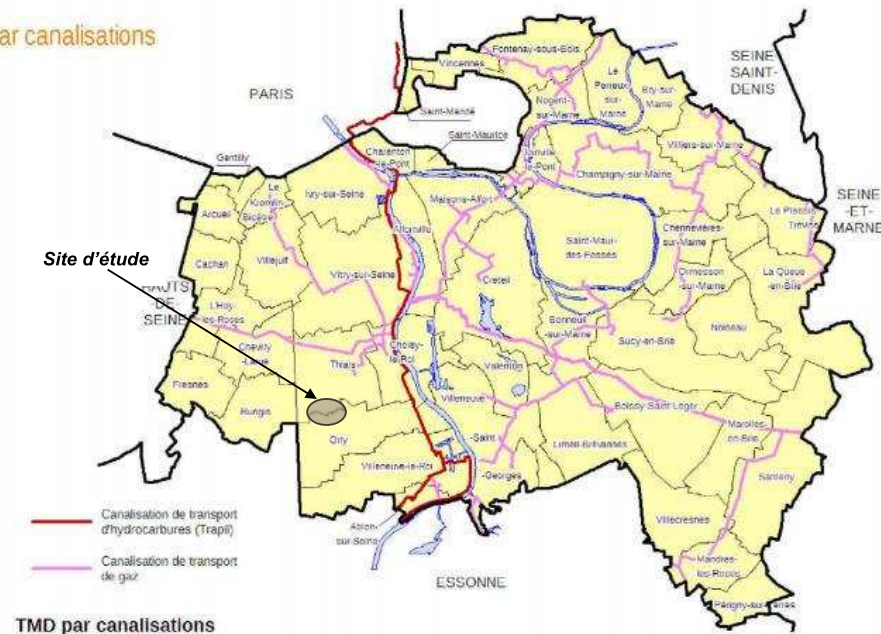 ar canalisations
PARIS
SEINE
SAINT-
DENIS
Fontenay-sous-Bois
Vincennes
Le
Perreux
sur-
Marne
Bry-sur-
Marne
Saint-Mandé
Nogent
-sur-Marne
Saint-Maurice
Charenton
-le-Pont
Joinville
-le-Pont
Villiers-sur-Marne
Gentilly
Champigny-sur-Marne
SEINE
-ET-
MARNE
Le
Kremlin
Bicêtre
Ivry-sur-Seine
Maisons-Alfort
Le Plessis
Trévise
Arcueil
Alfortville
Saint-Maur-
des-Fossés
Chennevières
-sur-Marne
Site d'étude
Cachan
Villejuif
Vitry-sur-Seine
Créteil
Ormesson
-sur-Marne
La Queue
-en-Brie
HAUTS
-DE-
SEINE
L'Haÿ
-les-Roses
Bonneuil
-sur-Marne
Noiseau
Sucy-en-Brie
Chevilly
-Larue
Choisy-
le-Roi
Thiais
Valenton
Fresnes
Villeneuve
Boissy-Saint-Léger
Rungis
Marolles-
en-Brie
Orly
-Saint
Limeil-Brévannes
Villeneuve-le-Roi
-Georges
Santeny
Canalisation de transport
d'hydrocarbures (Trapil)
Ablon-
sur-Seine
Villecresnes
Canalisation de transport
de gaz
Mandres-
les-Roses
ESSONNE
Périgny-sur-Yerres
TMD par canalisations